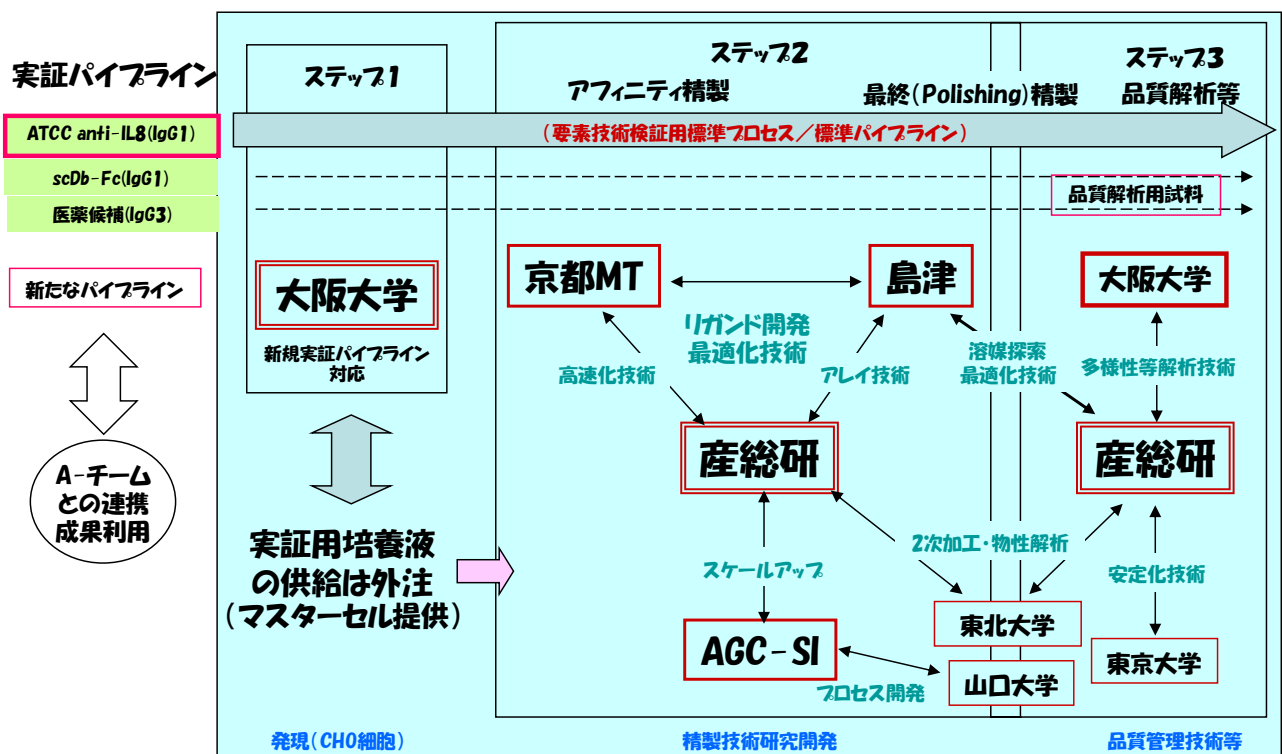 実証パイプライン
ATCC anti-IL8(IgG1)
scDb-Fc(IgG1)
医薬候補(IgG3)
新たなパイプライン
A-チーム
との連携
成果利用
ステップ1
大阪大学
新規実証パイプライン
対応
実証用培養液
の供給は外注
(マスターセル提供)
発現(CHO細胞)
ステップ2
アフィニティ精製
最終(Polishing)精製
(要素技術検証用標準プロセス/標準パイプライン)
京都MT
島津
リガンド開発
最適化技術
高速化技術
アレイ技術
溶媒探索
最適化技術
産総研
スケールアップ
2次加工・物性解析
AGC-SI
プロセス開発
東北大学
山口大学
精製技術研究開発
ステップ3
品質解析等
品質解析用試料
大阪大学
多様性等解析技術
産総研
安定化技術
東京大学
品質管理技術等